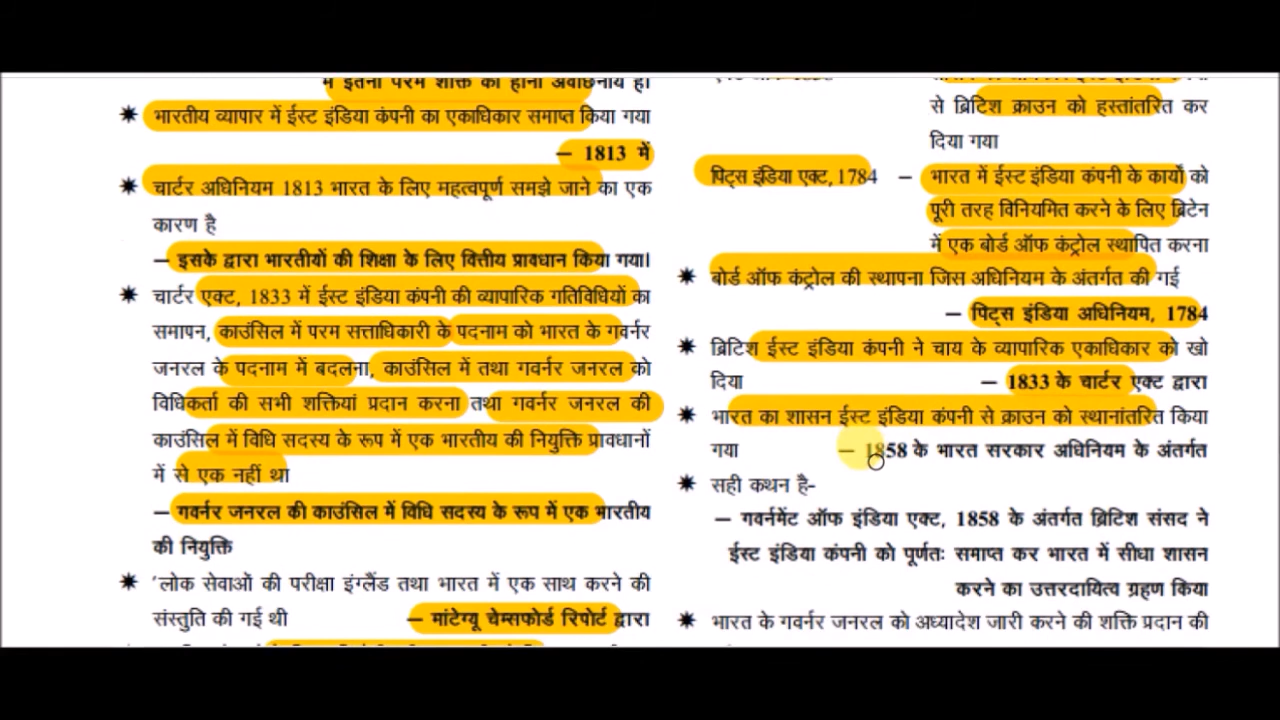 में इतनी परम शक्ति का होना अवांछनीय है।
✷ भारतीय व्यापार में ईस्ट इंडिया कंपनी का एकाधिकार समाप्त किया गया
– 1813 में
✷ चार्टर अधिनियम 1813 भारत के लिए महत्वपूर्ण समझे जाने का एक
कारण है
– इसके द्वारा भारतीयों की शिक्षा के लिए वित्तीय प्रावधान किया गया।
✷ चार्टर एक्ट, 1833 में ईस्ट इंडिया कंपनी की व्यापारिक गतिविधियों का
समापन, काउंसिल में परम सत्ताधिकारी के पदनाम को भारत के गवर्नर
जनरल के पदनाम में बदलना, काउंसिल में तथा गवर्नर जनरल को
विधिकर्ता की सभी शक्तियां प्रदान करना तथा गवर्नर जनरल की
काउंसिल में विधि सदस्य के रूप में एक भारतीय की नियुक्ति प्रावधानों
में से एक नहीं था
– गवर्नर जनरल की काउंसिल में विधि सदस्य के रूप में एक भारतीय
की नियुक्ति
✷ 'लोक सेवाओं की परीक्षा इंग्लैंड तथा भारत में एक साथ करने की
संस्तुति की गई थी – मांटेग्यू चेम्सफोर्ड रिपोर्ट द्वारा
से ब्रिटिश क्राउन को हस्तांतरित कर
दिया गया
पिट्स इंडिया एक्ट, 1784 – भारत में ईस्ट इंडिया कंपनी के कार्यों को
पूरी तरह विनियमित करने के लिए ब्रिटेन
में एक बोर्ड ऑफ कंट्रोल स्थापित करना
✷ बोर्ड ऑफ कंट्रोल की स्थापना जिस अधिनियम के अंतर्गत की गई
– पिट्स इंडिया अधिनियम, 1784
✷ ब्रिटिश ईस्ट इंडिया कंपनी ने चाय के व्यापारिक एकाधिकार को खो
दिया – 1833 के चार्टर एक्ट द्वारा
✷ भारत का शासन ईस्ट इंडिया कंपनी से क्राउन को स्थानांतरित किया
गया – 1858 के भारत सरकार अधिनियम के अंतर्गत
✷ सही कथन है-
– गवर्नमेंट ऑफ इंडिया एक्ट, 1858 के अंतर्गत ब्रिटिश संसद ने
ईस्ट इंडिया कंपनी को पूर्णतः समाप्त कर भारत में सीधा शासन
करने का उत्तरदायित्व ग्रहण किया
✷ भारत के गवर्नर जनरल को अध्यादेश जारी करने की शक्ति प्रदान की